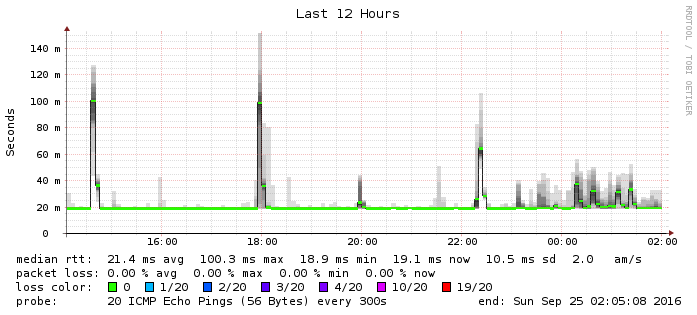 Last 12 Hours
RRDTOOL / TOBI OETIKER
Seconds
140 m
120 m
100 m
80 m
60 m
40 m
20 m
0
16:00 18:00 20:00 22:00 00:00 02:00
median rtt: 21.4 ms avg 100.3 ms max 18.9 ms min 19.1 ms now 10.5 ms sd 2.0 am/s
packet loss: 0.00 % avg 0.00 % max 0.00 % min 0.00 % now
loss color: 0 1/20 2/20 3/20 4/20 10/20 19/20
probe: 20 ICMP Echo Pings (56 Bytes) every 300s end: Sun Sep 25 02:05:08 2016